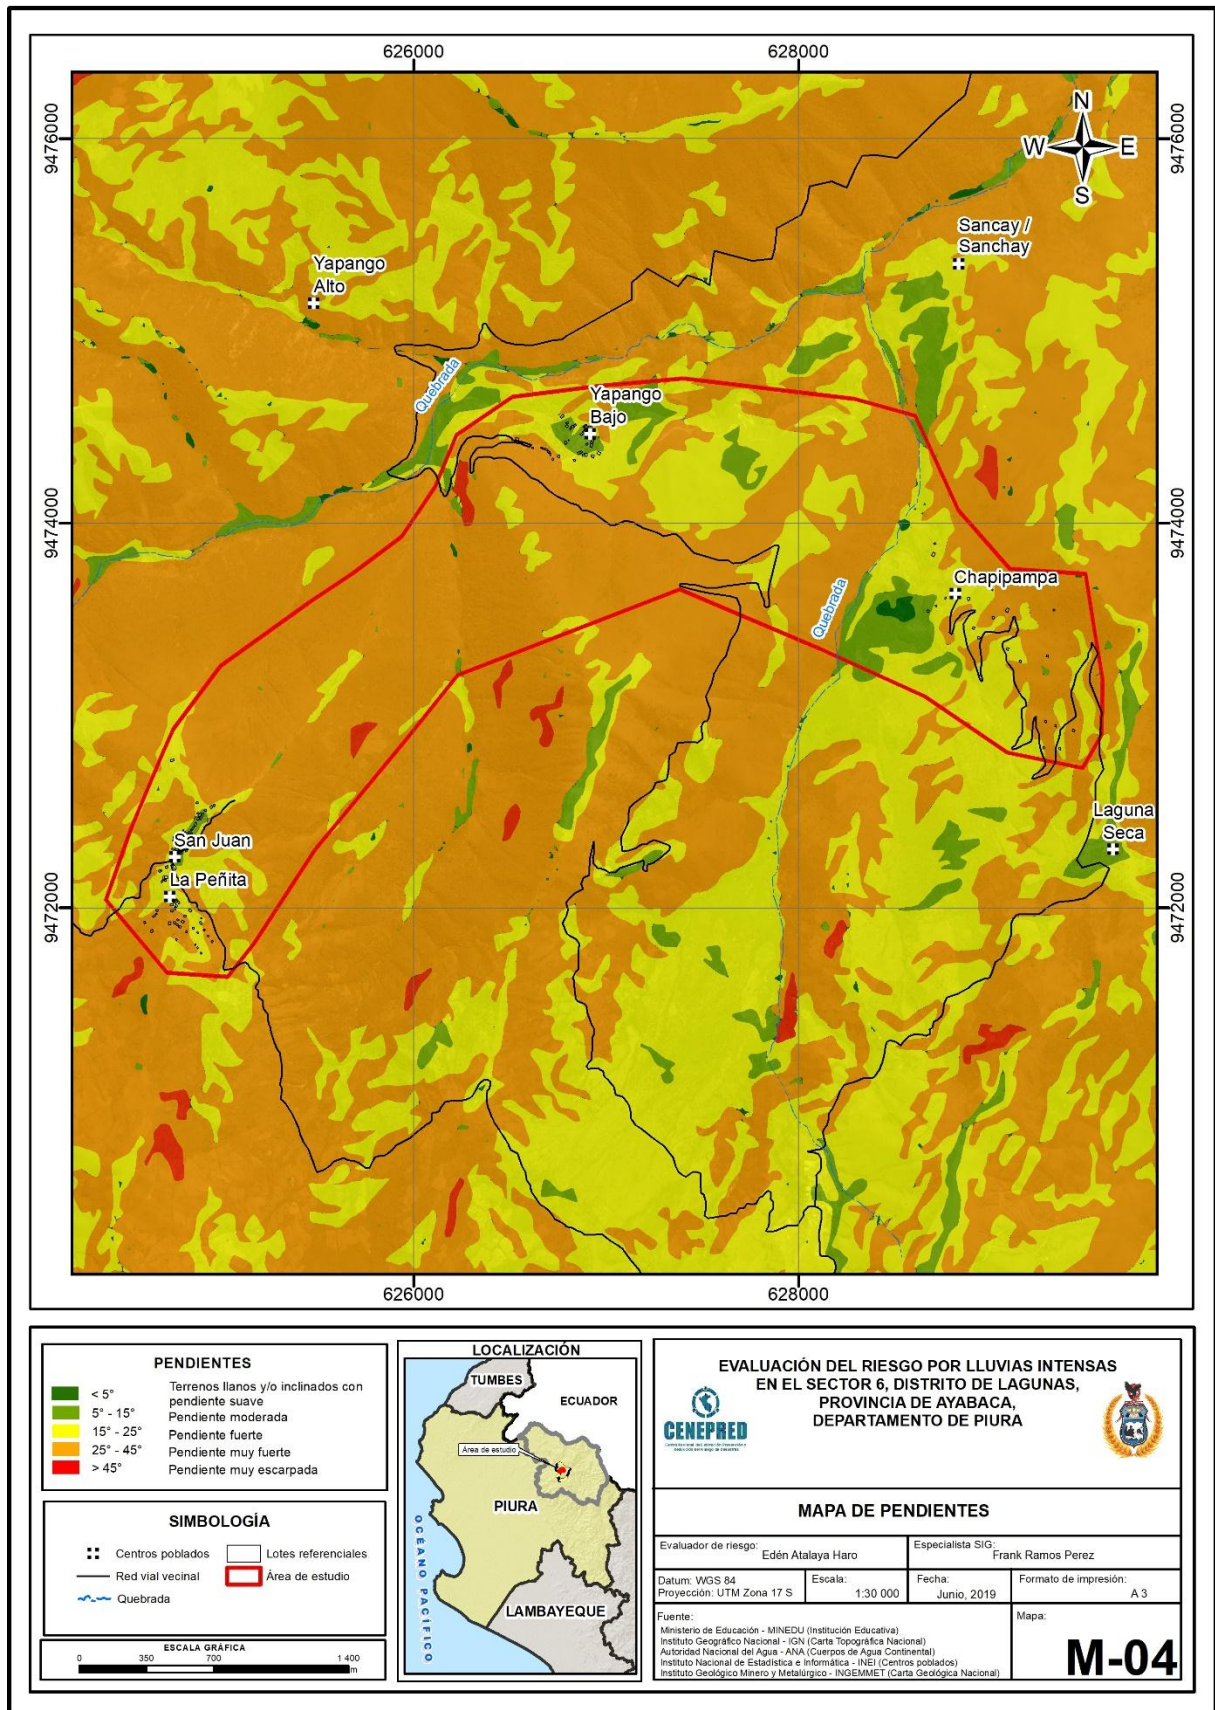 626000
628000
9476000
9476000
N
W
E
S
Sancay /
Sanchay
Yapango
Alto
Quebrada
Yapango
Bajo
9474000
9474000
Chapipampa
Quebrada
San Juan
La Peñita
Laguna
Seca
9472000
9472000
626000
628000
PENDIENTES
< 5°
Terrenos llanos y/o inclinados con
pendiente suave
5° - 15°
Pendiente moderada
15° - 25°
Pendiente fuerte
25° - 45°
Pendiente muy fuerte
> 45°
Pendiente muy escarpada
SIMBOLOGÍA
Centros poblados
Lotes referenciales
Red vial vecinal
Área de estudio
Quebrada
ESCALA GRÁFICA
0 350 700 1 400
m
LOCALIZACIÓN
TUMBES
ECUADOR
Área de estudio
PIURA
OCÉANO PACÍFICO
LAMBAYEQUE
EVALUACIÓN DEL RIESGO POR LLUVIAS INTENSAS
EN EL SECTOR 6, DISTRITO DE LAGUNAS,
PROVINCIA DE AYABACA,
DEPARTAMENTO DE PIURA
CENEPRED
MAPA DE PENDIENTES
Evaluador de riesgo:
Edén Atalaya Haro
Especialista SIG:
Frank Ramos Perez
Datum: WGS 84
Proyección: UTM Zona 17 S
Escala:
1:30 000
Fecha:
Junio, 2019
Formato de impresión:
A 3
Fuente:
Ministerio de Educación - MINEDU (Institución Educativa)
Instituto Geográfico Nacional - IGN (Carta Topográfica Nacional)
Autoridad Nacional del Agua - ANA (Cuerpos de Agua Continental)
Instituto Nacional de Estadística e Informática - INEI (Centros poblados)
Instituto Geológico Minero y Metalúrgico - INGEMMET (Carta Geológica Nacional)
Mapa:
M-04